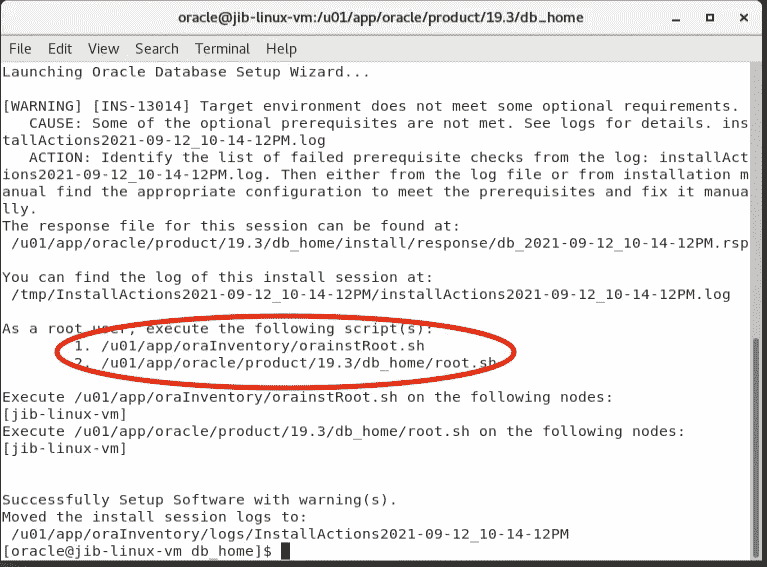 oracle@jib-linux-vm:/u01/app/oracle/product/19.3/db_home
File Edit View Search Terminal Help
Launching Oracle Database Setup Wizard...
[WARNING] [INS-13014] Target environment does not meet some optional requirements.
CAUSE: Some of the optional prerequisites are not met. See logs for details. ins
tallActions2021-09-12_10-14-12PM.log
ACTION: Identify the list of failed prerequisite checks from the log: installAct
ions2021-09-12_10-14-12PM.log. Then either from the log file or from installation m
anual find the appropriate configuration to meet the prerequisites and fix it manua
lly.
The response file for this session can be found at:
/u01/app/oracle/product/19.3/db_home/install/response/db_2021-09-12_10-14-12PM.rsp
You can find the log of this install session at:
/tmp/InstallActions2021-09-12_10-14-12PM/installActions2021-09-12_10-14-12PM.log
As a root user, execute the following script(s):
1. /u01/app/oraInventory/orainstRoot.sh
2. /u01/app/oracle/product/19.3/db_home/root.sh
Execute /u01/app/oraInventory/orainstRoot.sh on the following nodes:
[jib-linux-vm]
Execute /u01/app/oracle/product/19.3/db_home/root.sh on the following nodes:
[jib-linux-vm]
Successfully Setup Software with warning(s).
Moved the install session logs to:
/u01/app/oraInventory/logs/InstallActions2021-09-12_10-14-12PM
[oracle@jib-linux-vm db_home]$